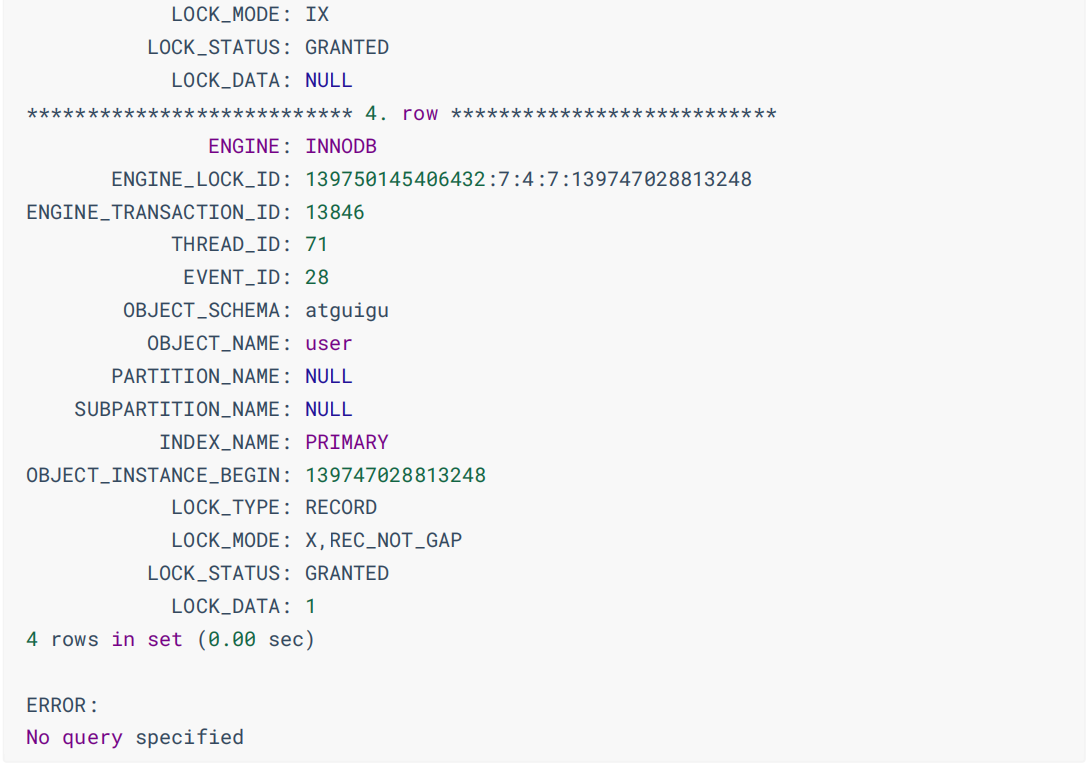 LOCK_MODE: IX
LOCK_STATUS: GRANTED
LOCK_DATA: NULL
*************************** 4. row ***************************
ENGINE: INNODB
ENGINE_LOCK_ID: 139750145406432:7:4:7:139747028813248
ENGINE_TRANSACTION_ID: 13846
THREAD_ID: 71
EVENT_ID: 28
OBJECT_SCHEMA: atguigu
OBJECT_NAME: user
PARTITION_NAME: NULL
SUBPARTITION_NAME: NULL
INDEX_NAME: PRIMARY
OBJECT_INSTANCE_BEGIN: 139747028813248
LOCK_TYPE: RECORD
LOCK_MODE: X,REC_NOT_GAP
LOCK_STATUS: GRANTED
LOCK_DATA: 1
4 rows in set (0.00 sec)
ERROR:
No query specified